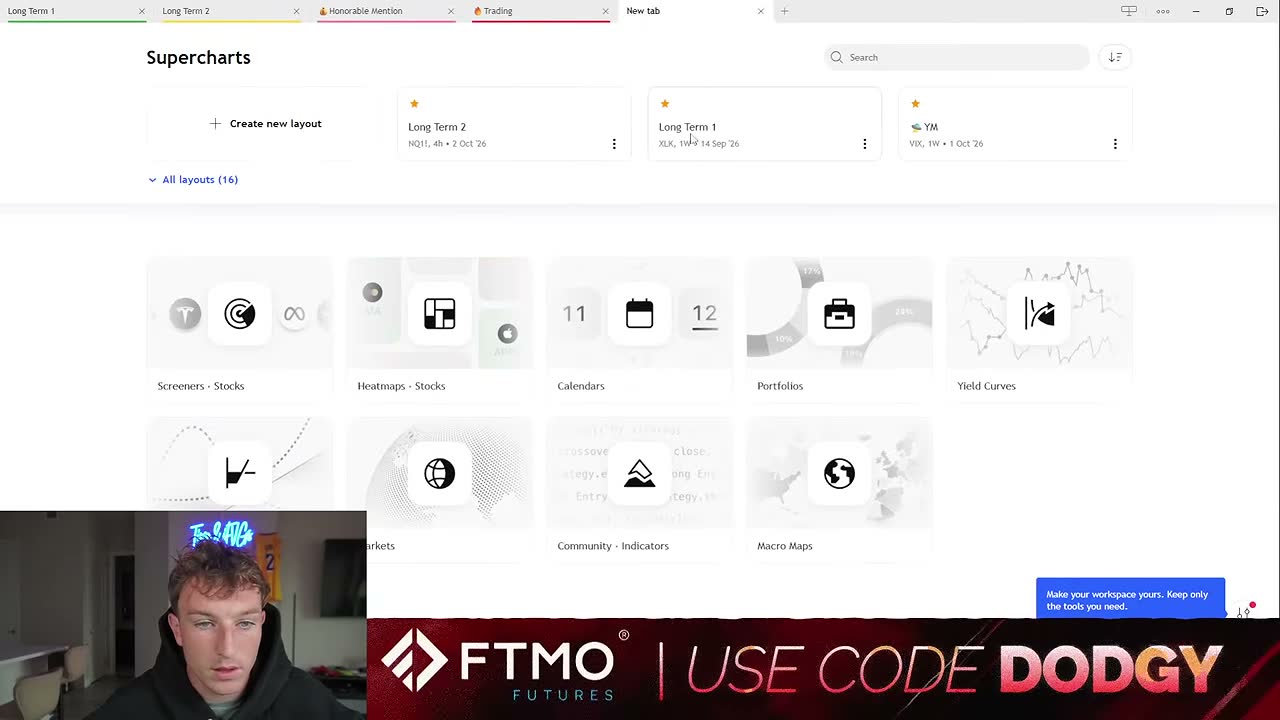 Long Term 1
Long Term 2
💰 Honorable Mention
🔥 Trading
New tab
Supercharts
Search
Create new layout
Long Term 2
NQ1!, 4h • 2 Oct '26
Long Term 1
XLK, 1W • 14 Sep '26
🛸 YM
VIX, 1W • 1 Oct '26
All layouts (16)
11
12
17%
24%
10%
Screeners · Stocks
Heatmaps · Stocks
Calendars
Portfolios
Yield Curves
arkets
Community · Indicators
Macro Maps
Make your workspace yours. Keep only
the tools you need.
FTMO®
FUTURES
USE CODE DODGY